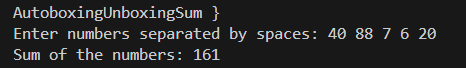 AutoboxingUnboxingSum }
Enter numbers separated by spaces: 40 88 7 6 20
Sum of the numbers: 161